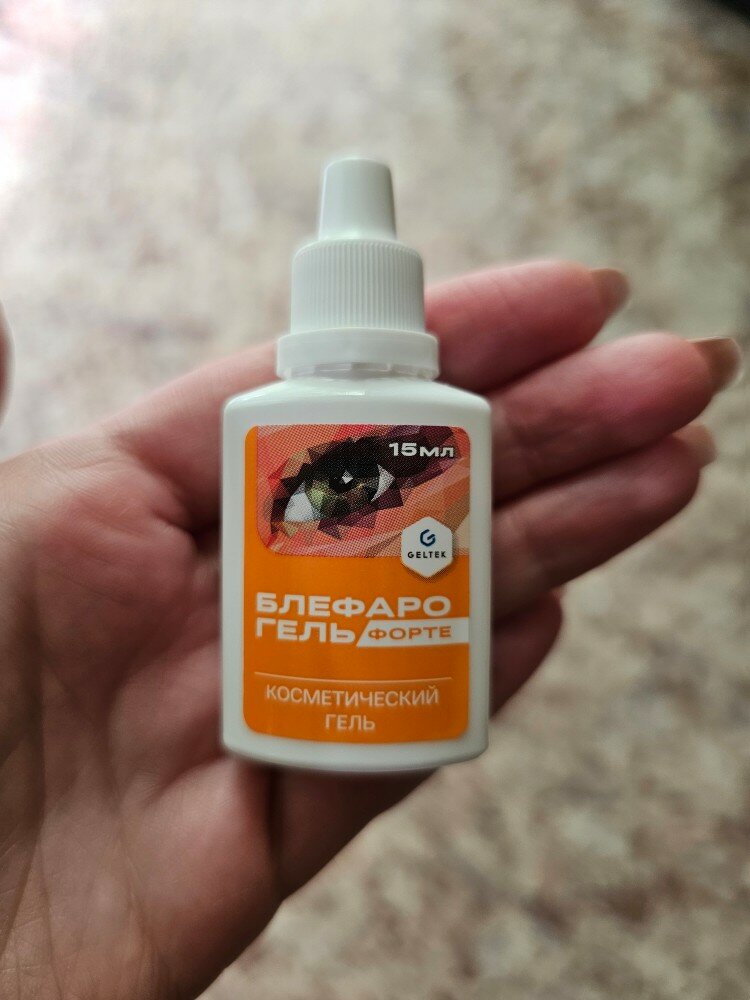 15мл
GELTEK
БЛЕФАРО
ГЕЛЬ ФОРТЕ
КОСМЕТИЧЕСКИЙ
ГЕЛЬ